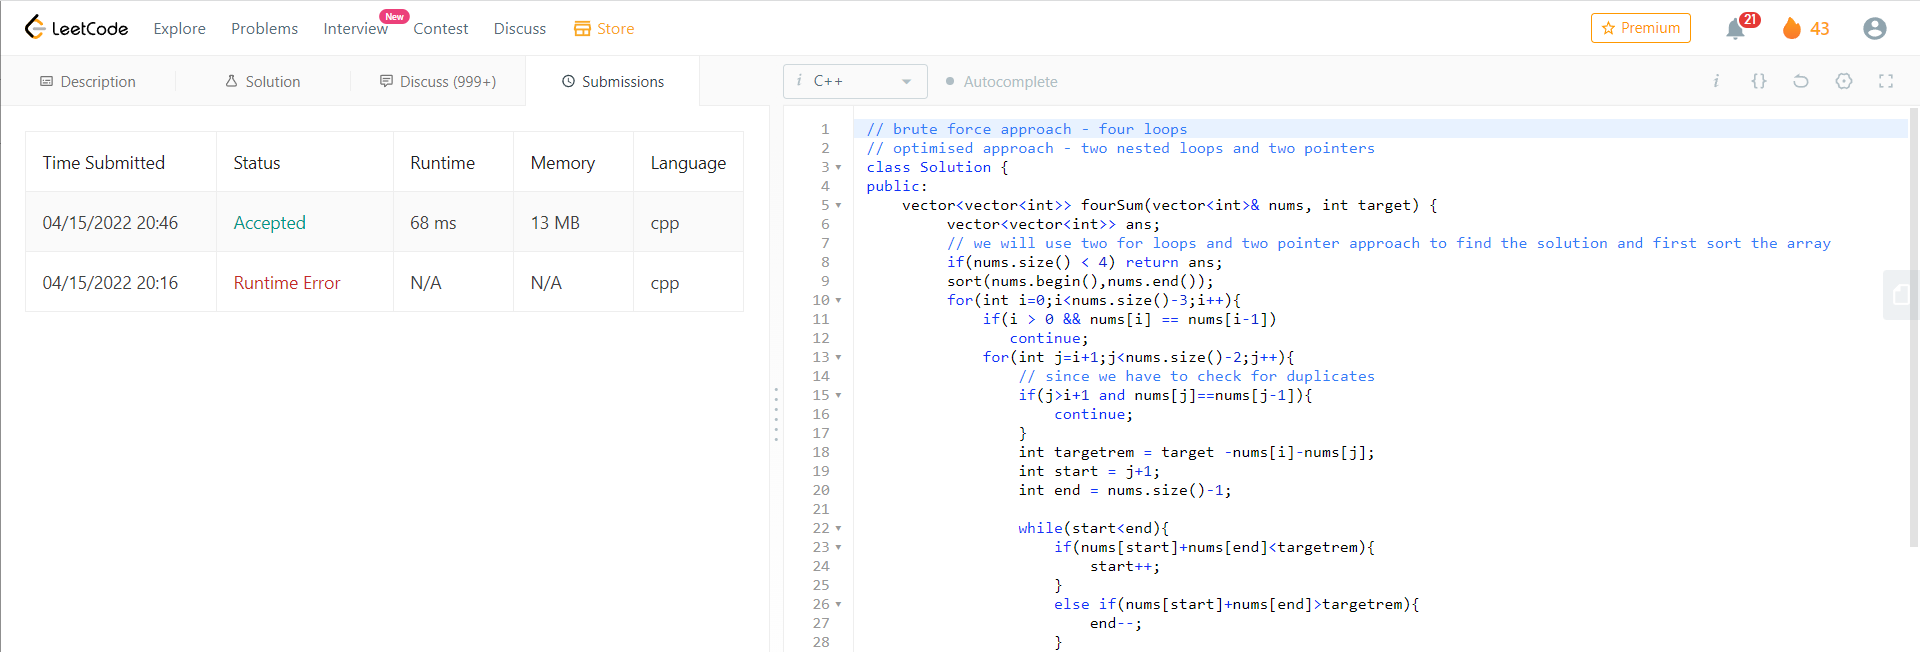 LeetCode Explore Problems Interview New Contest Discuss Store Premium 21 43
Description Solution Discuss (999+) Submissions
i C++ Autocomplete i {}
Time Submitted Status Runtime Memory Language
04/15/2022 20:46 Accepted 68 ms 13 MB cpp
04/15/2022 20:16 Runtime Error N/A N/A cpp
1 // brute force approach - four loops
2 // optimised approach - two nested loops and two pointers
3 class Solution {
4 public:
5 vector<vector<int>> fourSum(vector<int>& nums, int target) {
6 vector<vector<int>> ans;
7 // we will use two for loops and two pointer approach to find the solution and first sort the array
8 if(nums.size() < 4) return ans;
9 sort(nums.begin(),nums.end());
10 for(int i=0;i<nums.size()-3;i++){
11 if(i > 0 && nums[i] == nums[i-1])
12 continue;
13 for(int j=i+1;j<nums.size()-2;j++){
14 // since we have to check for duplicates
15 if(j>i+1 and nums[j]==nums[j-1]){
16 continue;
17 }
18 int targetrem = target -nums[i]-nums[j];
19 int start = j+1;
20 int end = nums.size()-1;
21
22 while(start<end){
23 if(nums[start]+nums[end]<targetrem){
24 start++;
25 }
26 else if(nums[start]+nums[end]>targetrem){
27 end--;
28 }